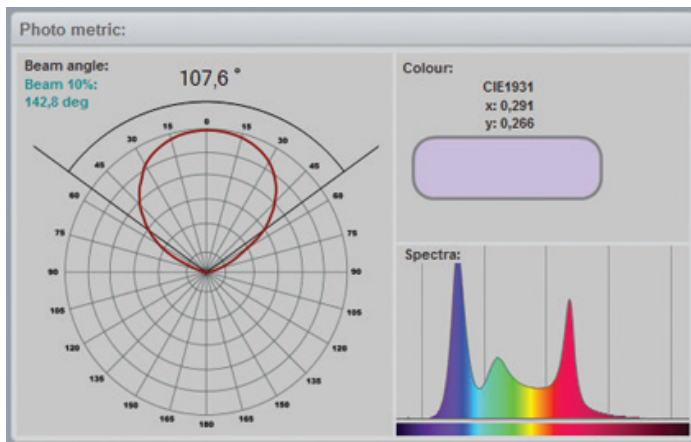 Photo metric:
Beam angle:
Beam 10%:
142,8 deg
107,6 °
0
15
15
30
30
45
45
60
60
75
75
90
90
105
105
120
120
135
135
150
150
165
165
180
Colour:
CIE1931
x: 0,291
y: 0,266
Spectra: